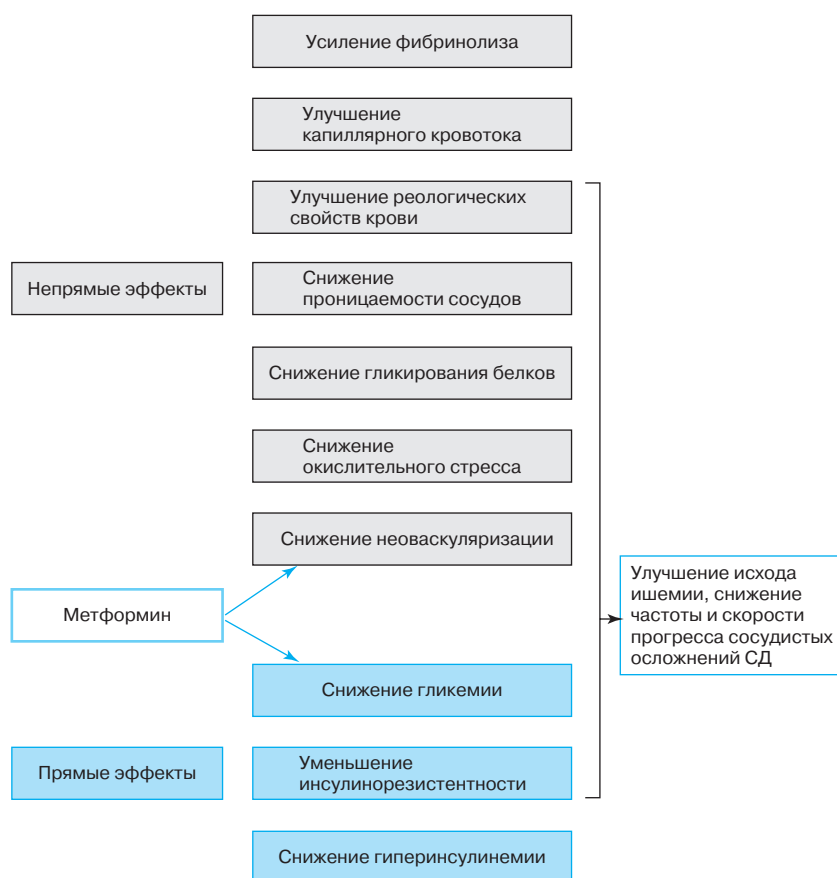 Усиление фибринолиза
Улучшение
капиллярного кровотока
Улучшение реологических
свойств крови
Непрямые эффекты
Снижение
проницаемости сосудов
Снижение гликирования белков
Снижение
окислительного стресса
Снижение неоваскуляризации
Метформин
Улучшение исхода
ишемии, снижение
частоты и скорости
прогресса сосудистых
осложнений СД
Снижение гликемии
Прямые эффекты
Уменьшение
инсулинорезистентности
Снижение гиперинсулинемии